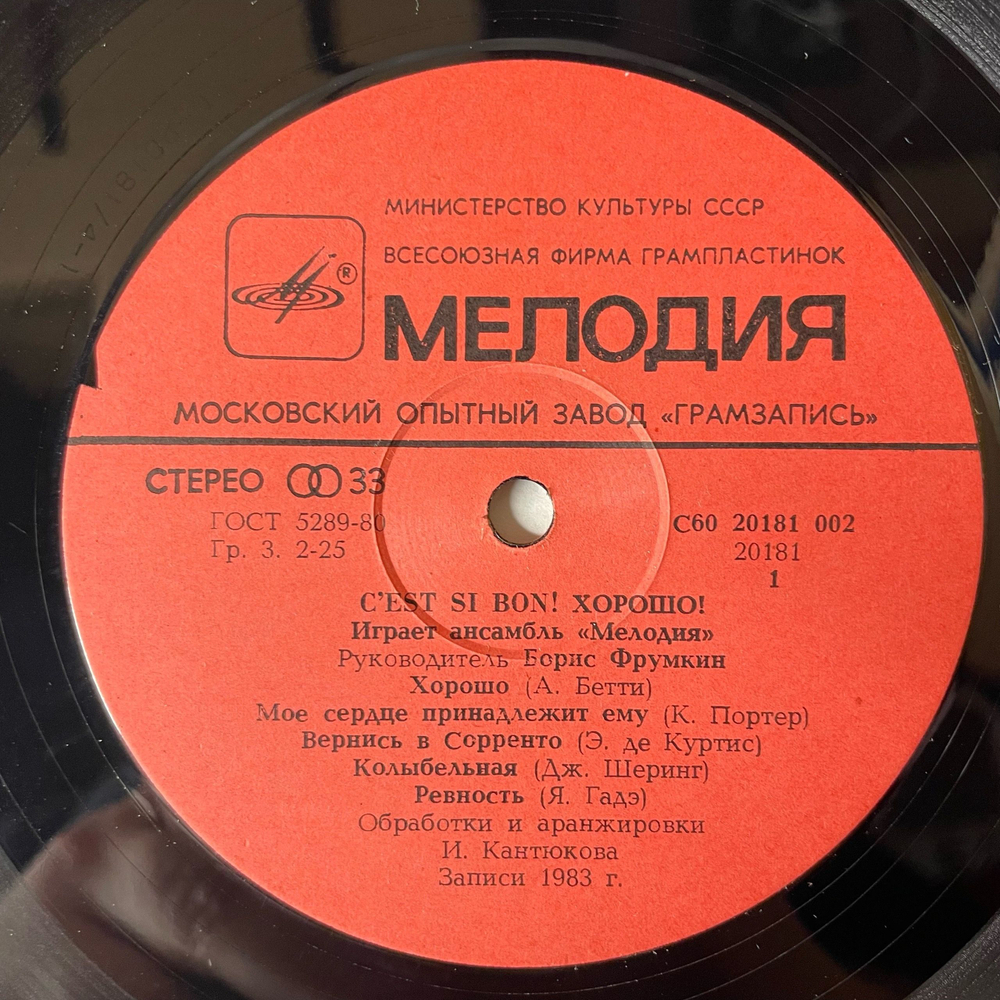 МИНИСТЕРСТВО КУЛЬТУРЫ СССР
ВСЕСОЮЗНАЯ ФИРМА ГРАМПЛАСТИНОК
®
МЕЛОДИЯ
МОСКОВСКИЙ ОПЫТНЫЙ ЗАВОД «ГРАМЗАПИСЬ»
СТЕРЕО 33
ГОСТ 5289-80
Гр. 3. 2-25
С60 20181 002
20181
1
C'EST SI BON! ХОРОШО!
Играет ансамбль «Мелодия»
Руководитель Борис Фрумкин
Хорошо (А. Бетти)
Мое сердце принадлежит ему (К. Портер)
Вернись в Сорренто (Э. де Куртис)
Колыбельная (Дж. Шеринг)
Ревность (Я. Гадэ)
Обработки и аранжировки
И. Кантюкова
Записи 1983 г.